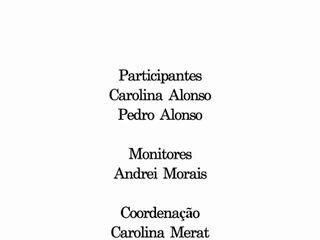 Participantes
Carolina Alonso
Pedro Alonso
Monitores
Andrei Morais
Coordenação
Carolina Merat